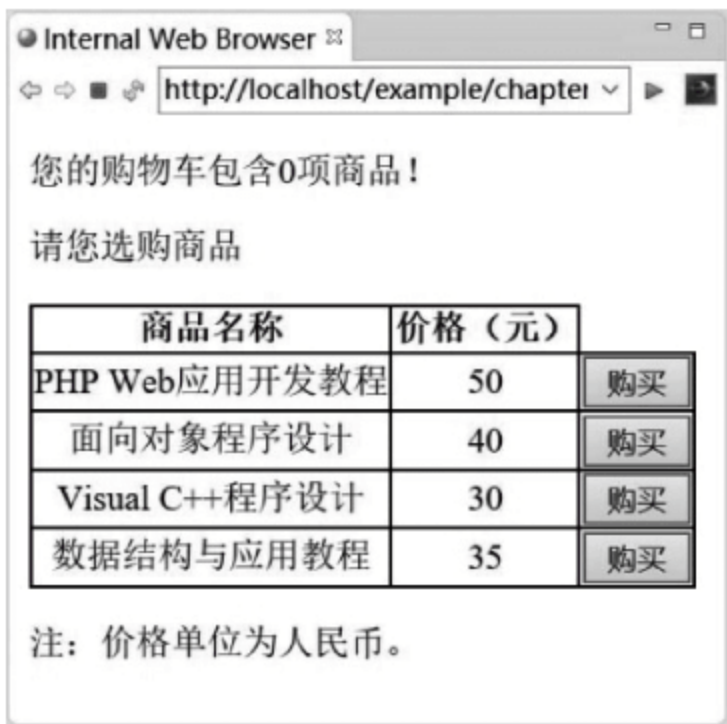 Internal Web Browser
http://localhost/example/chapter
您的购物车包含0项商品！
请您选购商品
商品名称 价格（元）
PHP Web应用开发教程 50 购买
面向对象程序设计 40 购买
Visual C++程序设计 30 购买
数据结构与应用教程 35 购买
注：价格单位为人民币。